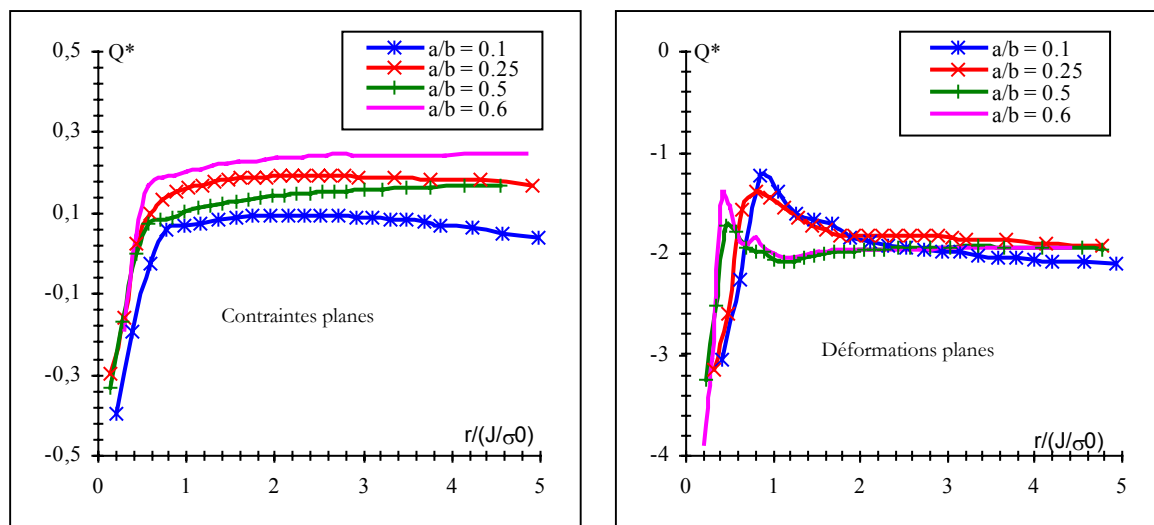 0,5
Q*
a/b = 0.1
a/b = 0.25
a/b = 0.5
a/b = 0.6
0,3
0,1
-0,1
Contraintes planes
-0,3
r/(J/σ0)
-0,5
0 1 2 3 4 5
0
Q*
a/b = 0.1
a/b = 0.25
a/b = 0.5
a/b = 0.6
-1
-2
-3
Déformations planes
r/(J/σ0)
-4
0 1 2 3 4 5